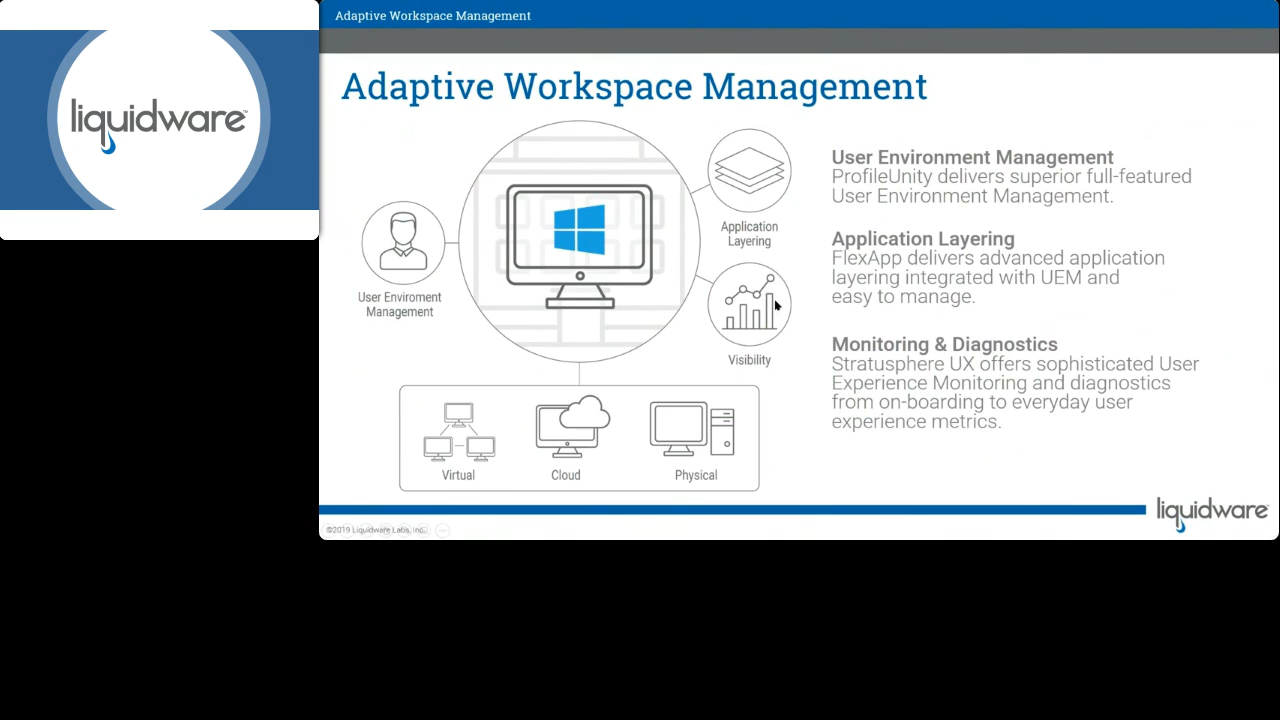 liquidware™
Adaptive Workspace Management
Adaptive Workspace Management
User Enviroment
Management
Application
Layering
Visibility
Virtual
Cloud
Physical
User Environment Management
ProfileUnity delivers superior full-featured
User Environment Management.
Application Layering
FlexApp delivers advanced application
layering integrated with UEM and
easy to manage.
Monitoring & Diagnostics
Stratusphere UX offers sophisticated User
Experience Monitoring and diagnostics
from on-boarding to everyday user
experience metrics.
©2019 Liquidware Labs, Inc.
liquidware